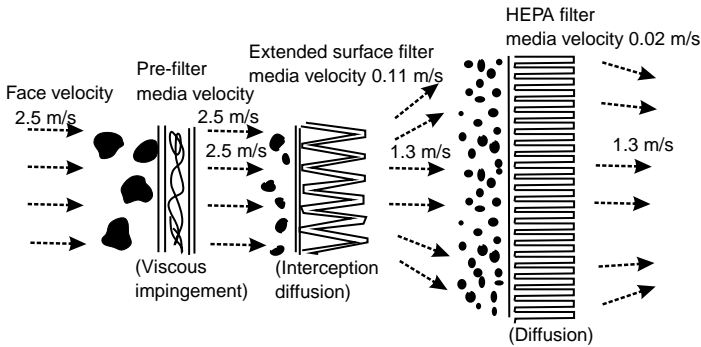 Face velocity
2.5 m/s
Pre-filter
media velocity
2.5 m/s
2.5 m/s
(Viscous
impingement)
Extended surface filter
media velocity 0.11 m/s
(Interception
diffusion)
1.3 m/s
HEPA filter
media velocity 0.02 m/s
1.3 m/s
(Diffusion)